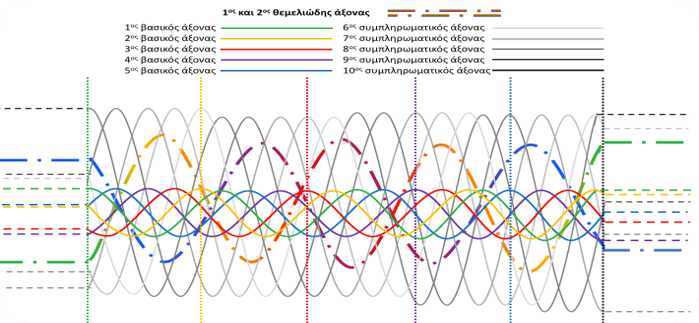 1ος και 2ος θεμελιώδης άξονας
1ος βασικός άξονας
2ος βασικός άξονας
3ος βασικός άξονας
4ος βασικός άξονας
5ος βασικός άξονας
6ος συμπληρωματικός άξονας
7ος συμπληρωματικός άξονας
8ος συμπληρωματικός άξονας
9ος συμπληρωματικός άξονας
10ος συμπληρωματικός άξονας